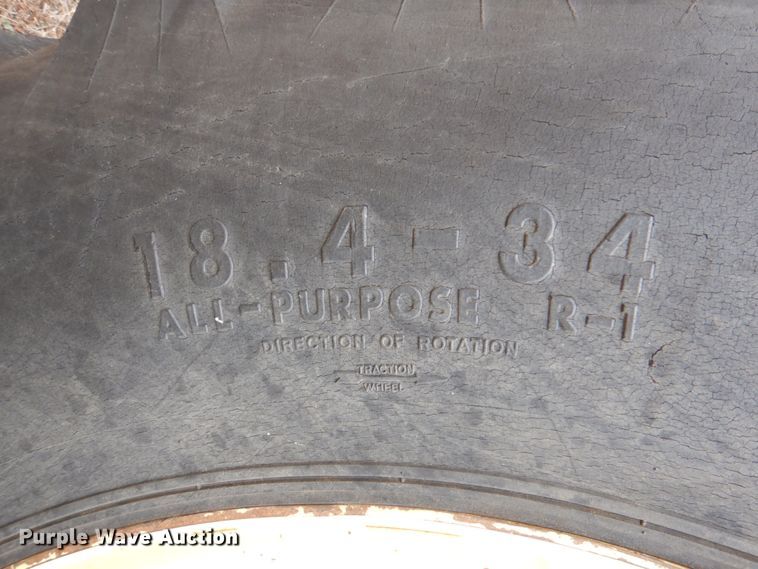 18.4-34
ALL-PURPOSE R-1
DIRECTION OF ROTATION
TRACTION
WHEEL
Purple Wave Auction